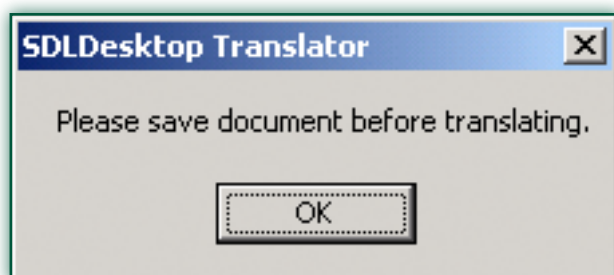 SDLDesktop Translator
Please save document before translating.
OK